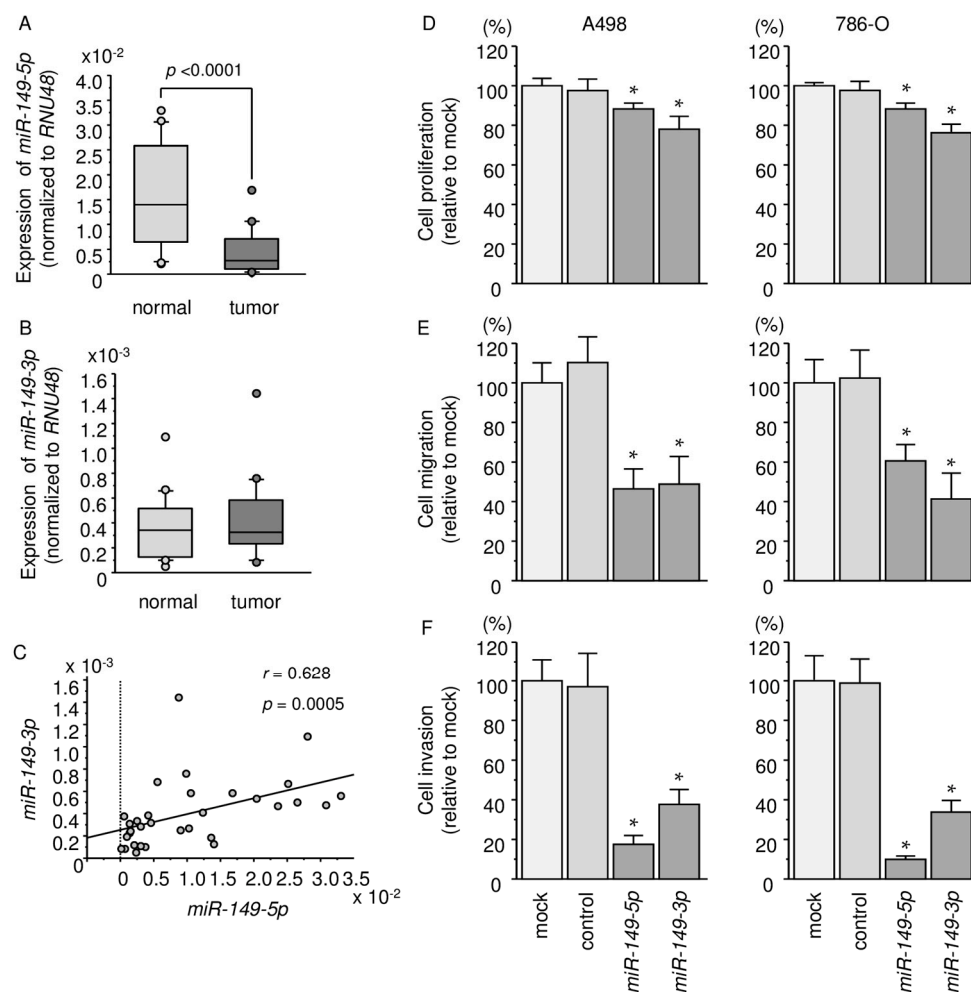 A
x10-2
p <0.0001
4.0
3.0
2.5
2.0
1.5
0.5
0
Expression of miR-149-5p
(normalized to RNU48)
normal
tumor
B
x10-3
1.6
1.4
1.2
1.0
0.8
0.6
0.4
0.2
0
Expression of miR-149-3p
(normalized to RNU48)
normal
tumor
C
x 10-3
r = 0.628
p = 0.0005
1.6
1.4
1.2
0.8
0.6
0.4
0.2
0
miR-149-3p
0 0.5 1.0 1.5 2.0 2.5 3.0 3.5
x 10-2
miR-149-5p
D
(%)
A498
120
100
80
60
40
20
0
Cell proliferation
(relative to mock)
* *
(%)
786-O
120
100
80
60
40
20
0
* *
E
(%)
120
100
80
60
40
20
0
Cell migration
(relative to mock)
* *
(%)
120
100
80
60
40
20
0
* *
F
(%)
120
100
80
60
40
20
0
Cell invasion
(relative to mock)
* *
mock
control
miR-149-5p
miR-149-3p
(%)
120
100
80
60
40
20
0
* *
mock
control
miR-149-5p
miR-149-3p